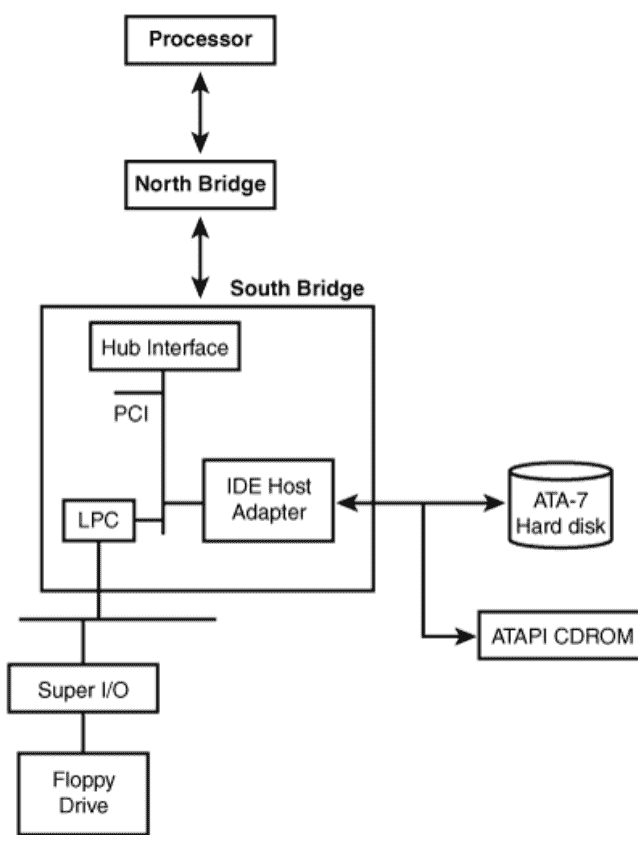 Processor
North Bridge
South Bridge
Hub Interface
PCI
IDE Host
Adapter
LPC
ATA-7
Hard disk
ATAPI CDROM
Super I/O
Floppy
Drive